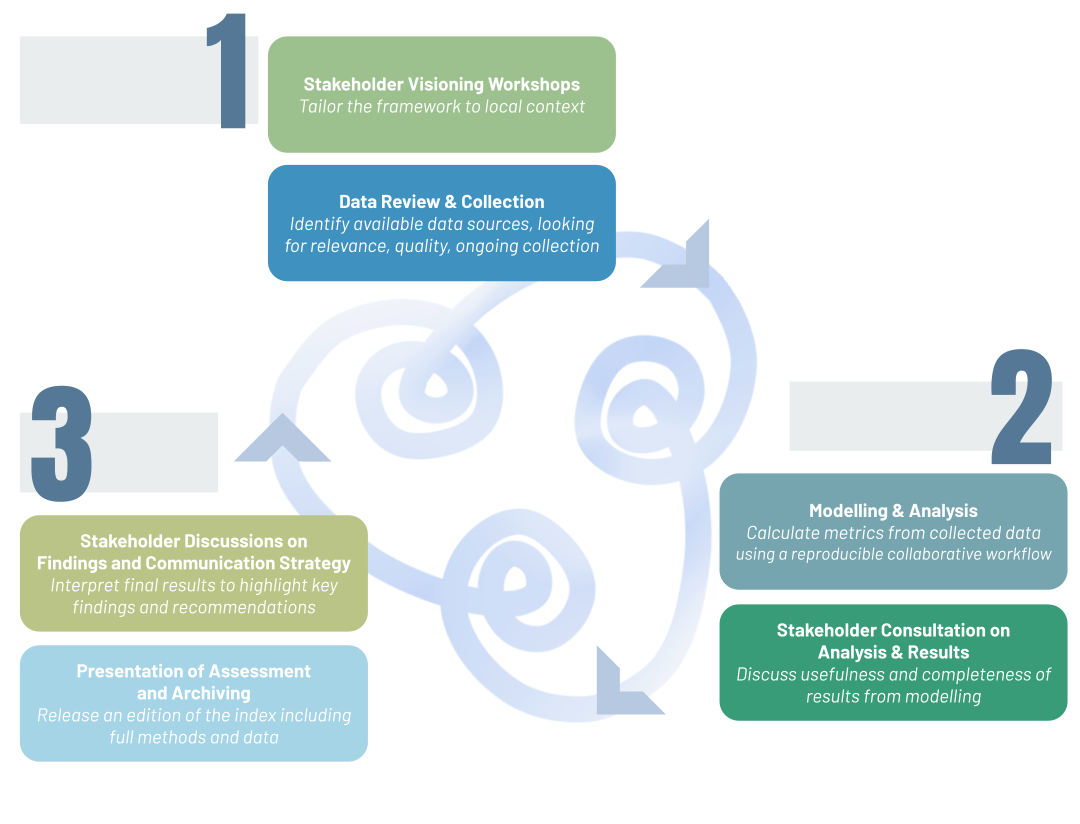 1
Stakeholder Visioning Workshops
Tailor the framework to local context
Data Review & Collection
Identify available data sources, looking
for relevance, quality, ongoing collection
2
Modelling & Analysis
Calculate metrics from collected data
using a reproducible collaborative workflow
Stakeholder Consultation on
Analysis & Results
Discuss usefulness and completeness of
results from modelling
3
Stakeholder Discussions on
Findings and Communication Strategy
Interpret final results to highlight key
findings and recommendations
Presentation of Assessment
and Archiving
Release an edition of the index including
full methods and data